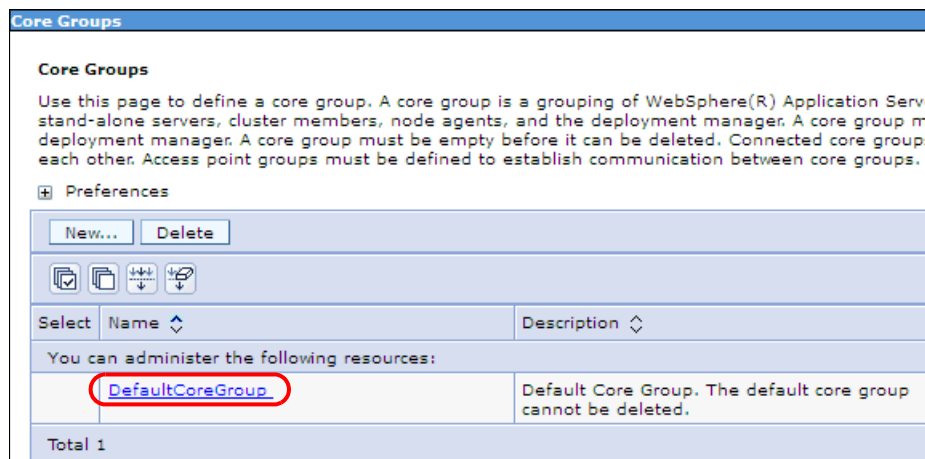 Core Groups
Core Groups
Use this page to define a core group. A core group is a grouping of WebSphere(R) Application Serv
stand-alone servers, cluster members, node agents, and the deployment manager. A core group m
deployment manager. A core group must be empty before it can be deleted. Connected core group
each other. Access point groups must be defined to establish communication between core groups.
Preferences
New... Delete
Select Name Description
You can administer the following resources:
DefaultCoreGroup Default Core Group. The default core group
cannot be deleted.
Total 1